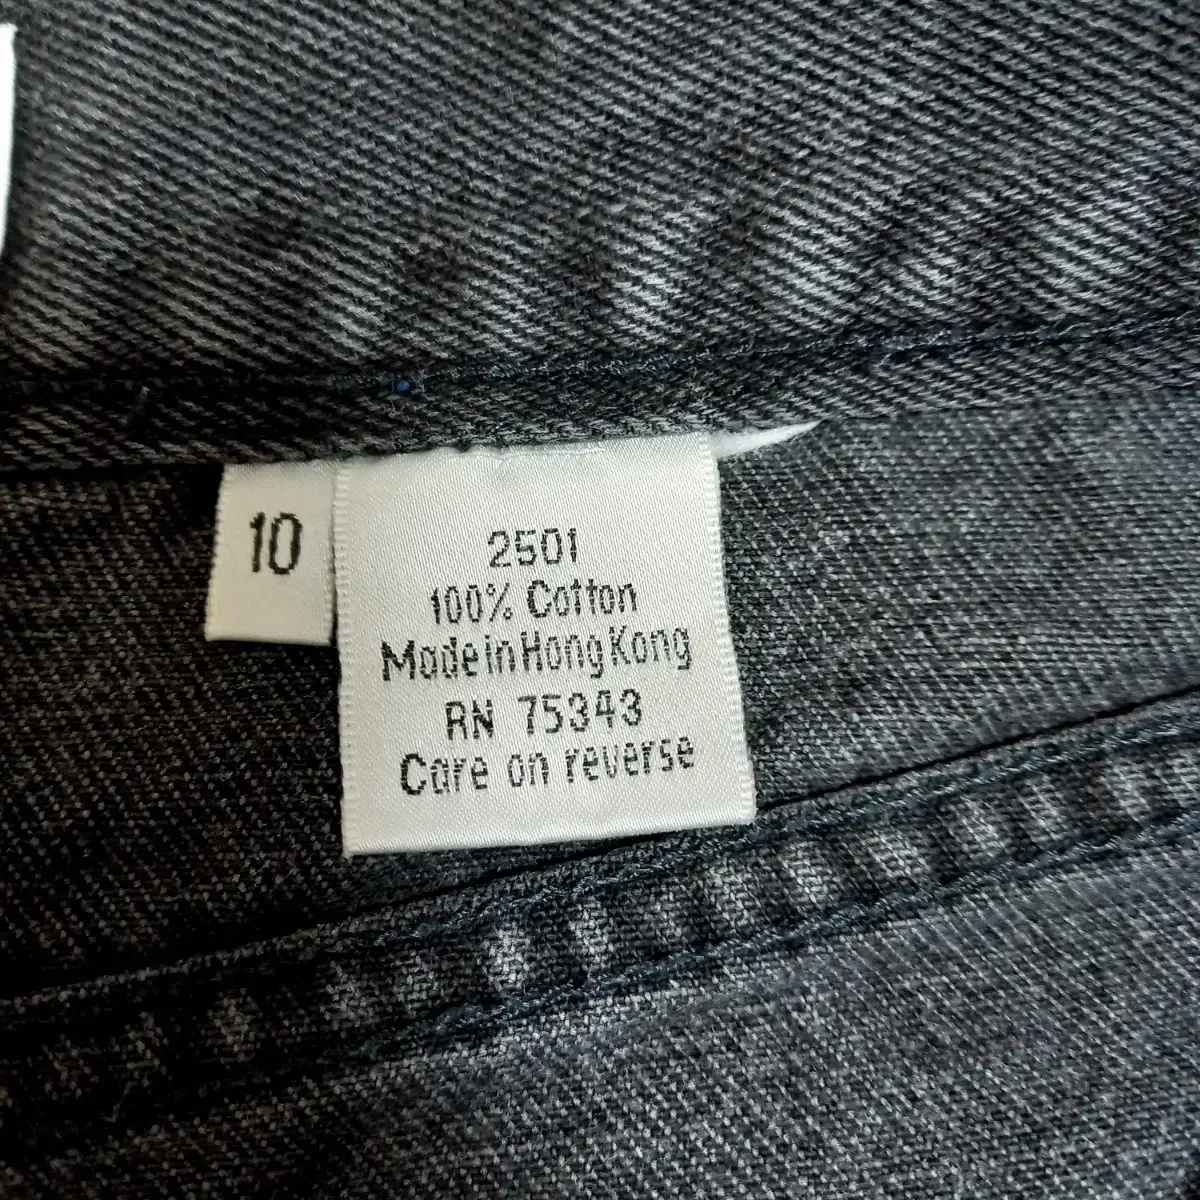 10
2501
100% Cotton
Made in Hong Kong
RN 75343
Care on reverse